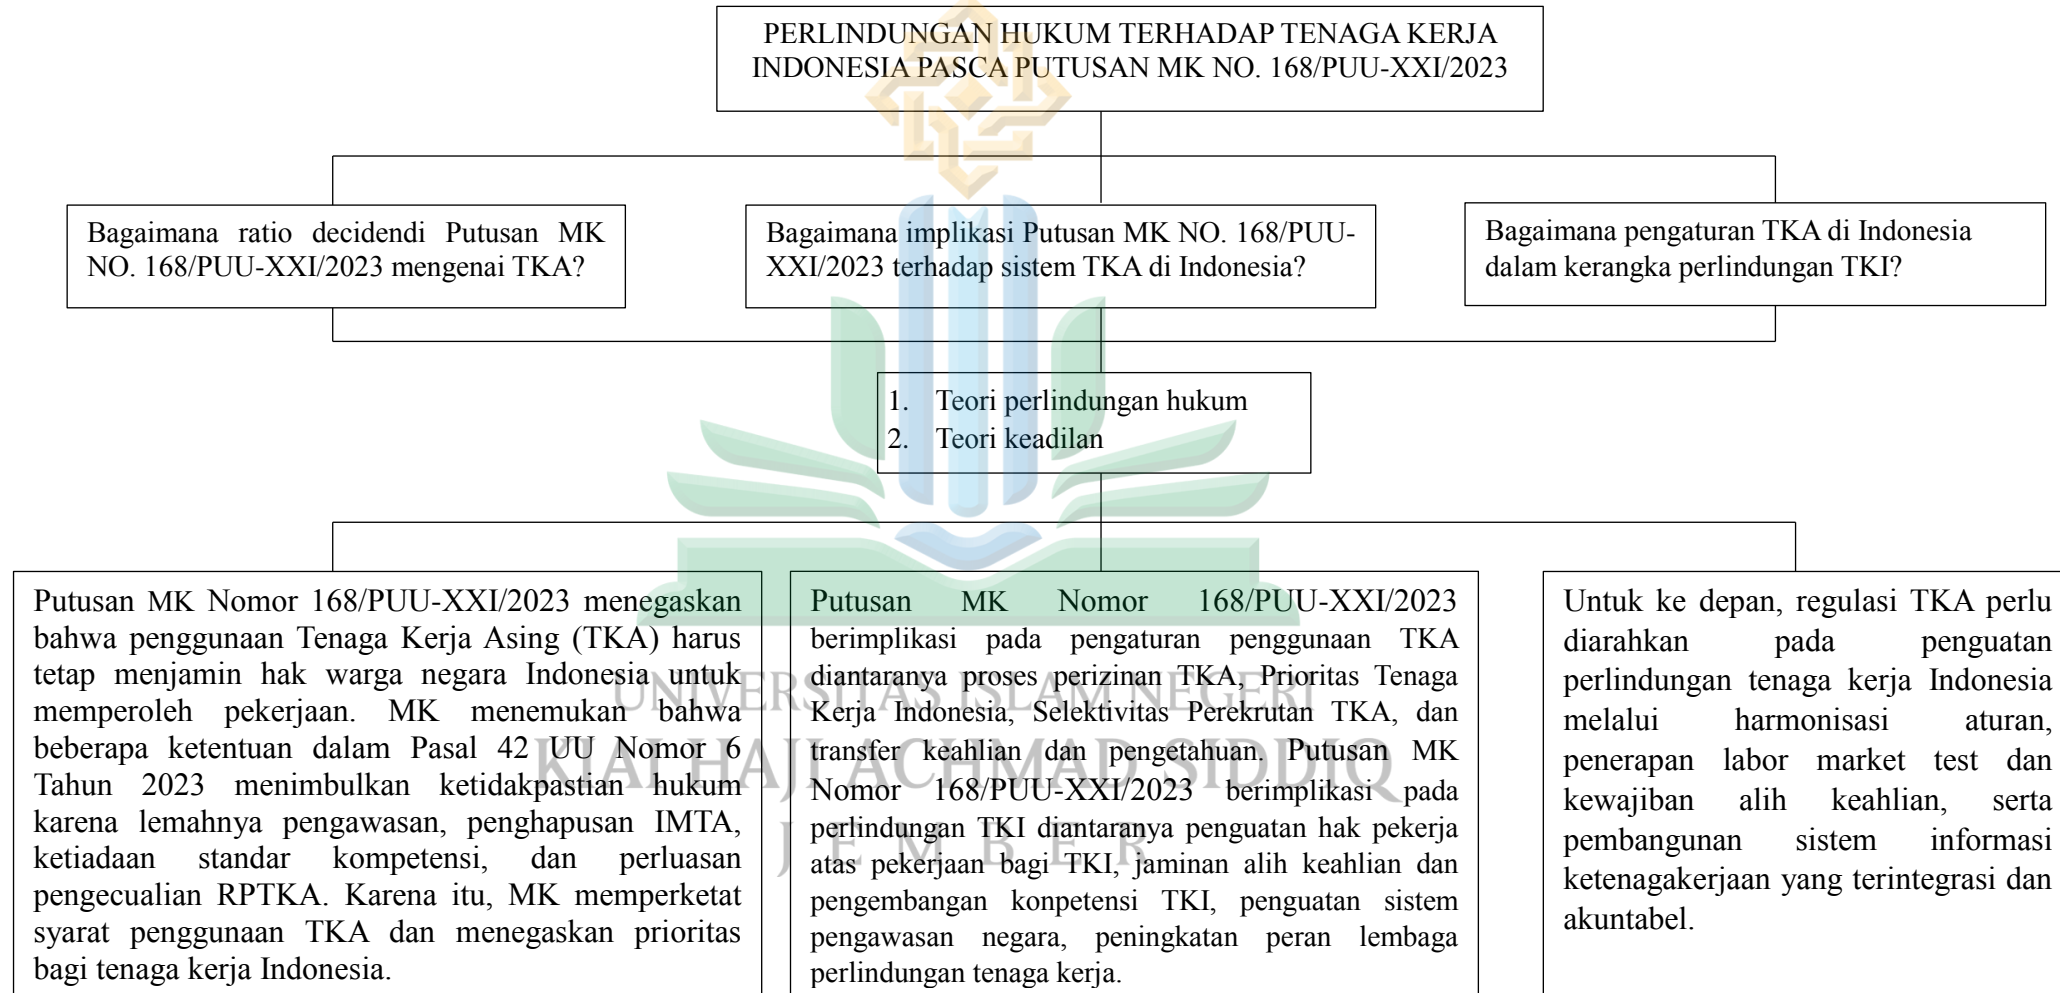 PERLINDUNGAN HUKUM TERHADAP TENAGA KERJA
INDONESIA PASCA PUTUSAN MK NO. 168/PUU-XXI/2023
Bagaimana ratio decidendi Putusan MK
NO. 168/PUU-XXI/2023 mengenai TKA?
Bagaimana implikasi Putusan MK NO. 168/PUU-
XXI/2023 terhadap sistem TKA di Indonesia?
Bagaimana pengaturan TKA di Indonesia
dalam kerangka perlindungan TKI?
1. Teori perlindungan hukum
2. Teori keadilan
Putusan MK Nomor 168/PUU-XXI/2023 menegaskan
bahwa penggunaan Tenaga Kerja Asing (TKA) harus
tetap menjamin hak warga negara Indonesia untuk
memperoleh pekerjaan. MK menemukan bahwa
beberapa ketentuan dalam Pasal 42 UU Nomor 6
Tahun 2023 menimbulkan ketidakpastian hukum
karena lemahnya pengawasan, penghapusan IMTA,
ketiadaan standar kompetensi, dan perluasan
pengecualian RPTKA. Karena itu, MK memperketat
syarat penggunaan TKA dan menegaskan prioritas
bagi tenaga kerja Indonesia.
Putusan MK Nomor 168/PUU-XXI/2023
berimplikasi pada pengaturan penggunaan TKA
diantaranya proses perizinan TKA, Prioritas Tenaga
Kerja Indonesia, Selektivitas Perekrutan TKA, dan
transfer keahlian dan pengetahuan. Putusan MK
Nomor 168/PUU-XXI/2023 berimplikasi pada
perlindungan TKI diantaranya penguatan hak pekerja
atas pekerjaan bagi TKI, jaminan alih keahlian dan
pengembangan konpetensi TKI, penguatan sistem
pengawasan negara, peningkatan peran lembaga
perlindungan tenaga kerja.
Untuk ke depan, regulasi TKA perlu
diarahkan pada penguatan
perlindungan tenaga kerja Indonesia
melalui harmonisasi aturan,
penerapan labor market test dan
kewajiban alih keahlian, serta
pembangunan sistem informasi
ketenagakerjaan yang terintegrasi dan
akuntabel.
UNIVERSITAS ISLAM NEGERI
KIAI HAJI ACHMAD SIDDIQ
JEMBER